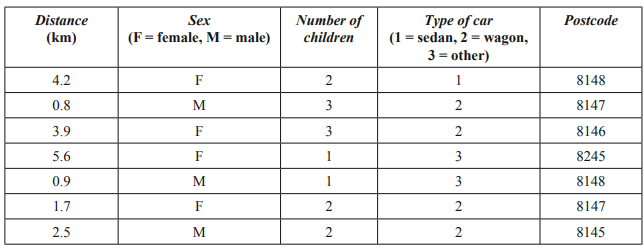 Distance Sex Number of Type of car Postcode
(km) (F = female, M = male) children (1 = sedan, 2 = wagon,
3 = other)
4.2 F 2 1 8148
0.8 M 3 2 8147
3.9 F 3 2 8146
5.6 F 1 3 8245
0.9 M 1 3 8148
1.7 F 2 2 8147
2.5 M 2 2 8145